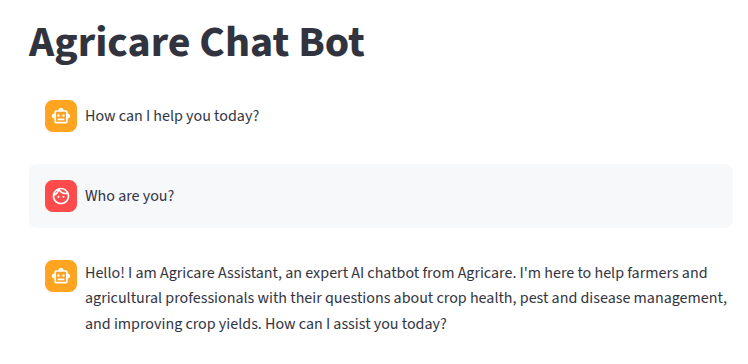 Agricare Chat Bot
How can I help you today?
Who are you?
Hello! I am Agricare Assistant, an expert AI chatbot from Agricare. I'm here to help farmers and
agricultural professionals with their questions about crop health, pest and disease management,
and improving crop yields. How can I assist you today?